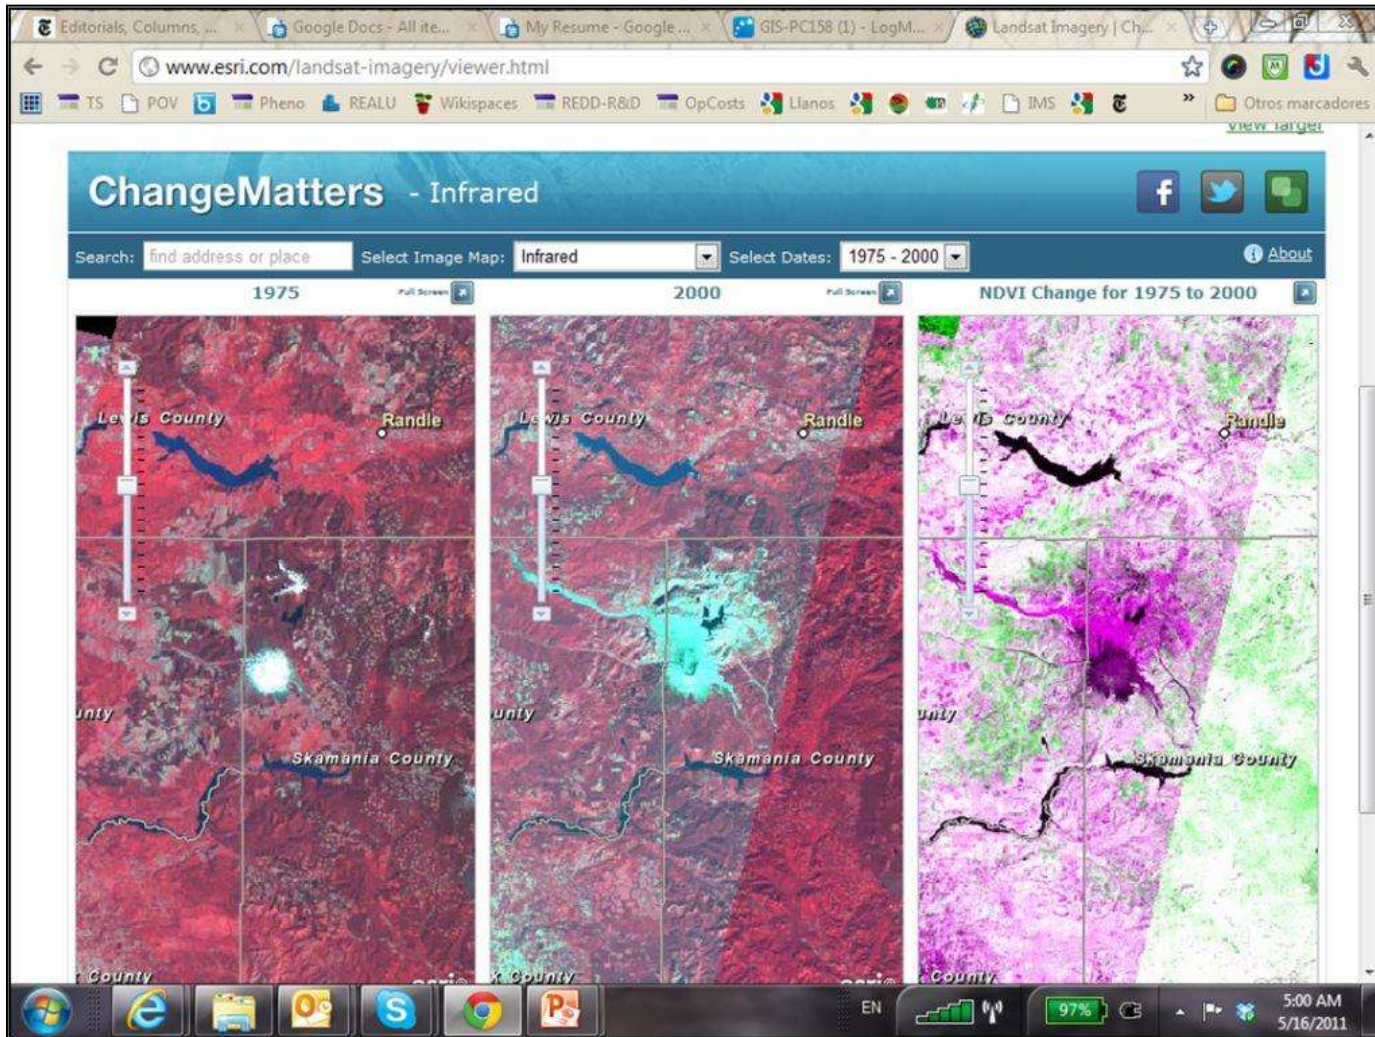 Editorials, Columns, ...
Google Docs - All ite...
My Resume - Google ...
GIS-PC158 (1) - LogM...
Landsat Imagery | Ch...
www.esri.com/landsat-imagery/viewer.html
TS POV Pheno REALU Wikispaces REDD-R&D OpCosts Llanos IMS » Otros marcadores
View larger
ChangeMatters - Infrared
Search: find address or place Select Image Map: Infrared Select Dates: 1975 - 2000 About
1975 Full Screen 2000 Full Screen NDVI Change for 1975 to 2000
Lewis County Randle
Lewis County Randle
Lewis County Randle
unty
unty
unty
Skamania County
Skamania County
Skamania County
County
x County
County
esri
EN 97% 5:00 AM
5/16/2011